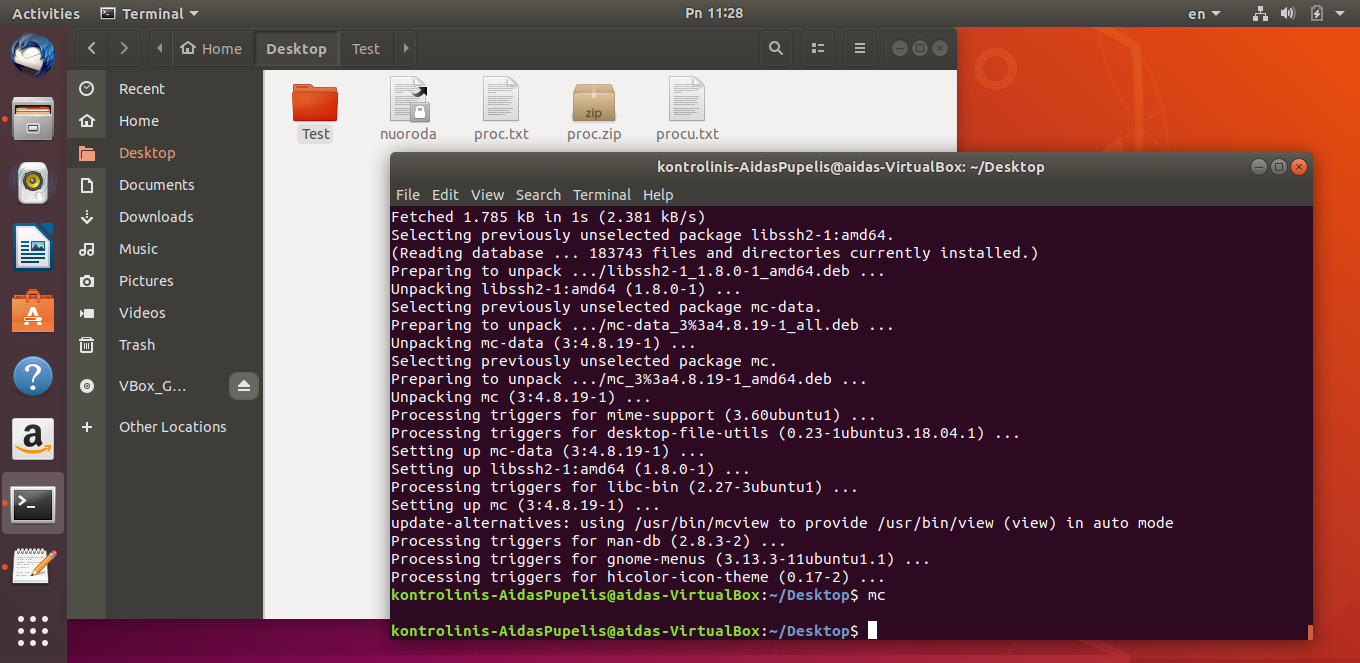 Activities Terminal Pn 11:28 en
Home Desktop Test
Recent
Home
Desktop
Documents
Downloads
Music
Pictures
Videos
Trash
VBox_G…
Other Locations
Test nuoroda proc.txt proc.zip procu.txt
zip
kontrolinis-AidasPupelis@aidas-VirtualBox: ~/Desktop
File Edit View Search Terminal Help
Fetched 1.785 kB in 1s (2.381 kB/s)
Selecting previously unselected package libssh2-1:amd64.
(Reading database ... 183743 files and directories currently installed.)
Preparing to unpack .../libssh2-1_1.8.0-1_amd64.deb ...
Unpacking libssh2-1:amd64 (1.8.0-1) ...
Selecting previously unselected package mc-data.
Preparing to unpack .../mc-data_3%3a4.8.19-1_all.deb ...
Unpacking mc-data (3:4.8.19-1) ...
Selecting previously unselected package mc.
Preparing to unpack .../mc_3%3a4.8.19-1_amd64.deb ...
Unpacking mc (3:4.8.19-1) ...
Processing triggers for mime-support (3.60ubuntu1) ...
Processing triggers for desktop-file-utils (0.23-1ubuntu3.18.04.1) ...
Setting up mc-data (3:4.8.19-1) ...
Setting up libssh2-1:amd64 (1.8.0-1) ...
Processing triggers for libc-bin (2.27-3ubuntu1) ...
Setting up mc (3:4.8.19-1) ...
update-alternatives: using /usr/bin/mcview to provide /usr/bin/view (view) in auto mode
Processing triggers for man-db (2.8.3-2) ...
Processing triggers for gnome-menus (3.13.3-11ubuntu1.1) ...
Processing triggers for hicolor-icon-theme (0.17-2) ...
kontrolinis-AidasPupelis@aidas-VirtualBox:~/Desktop$ mc
kontrolinis-AidasPupelis@aidas-VirtualBox:~/Desktop$